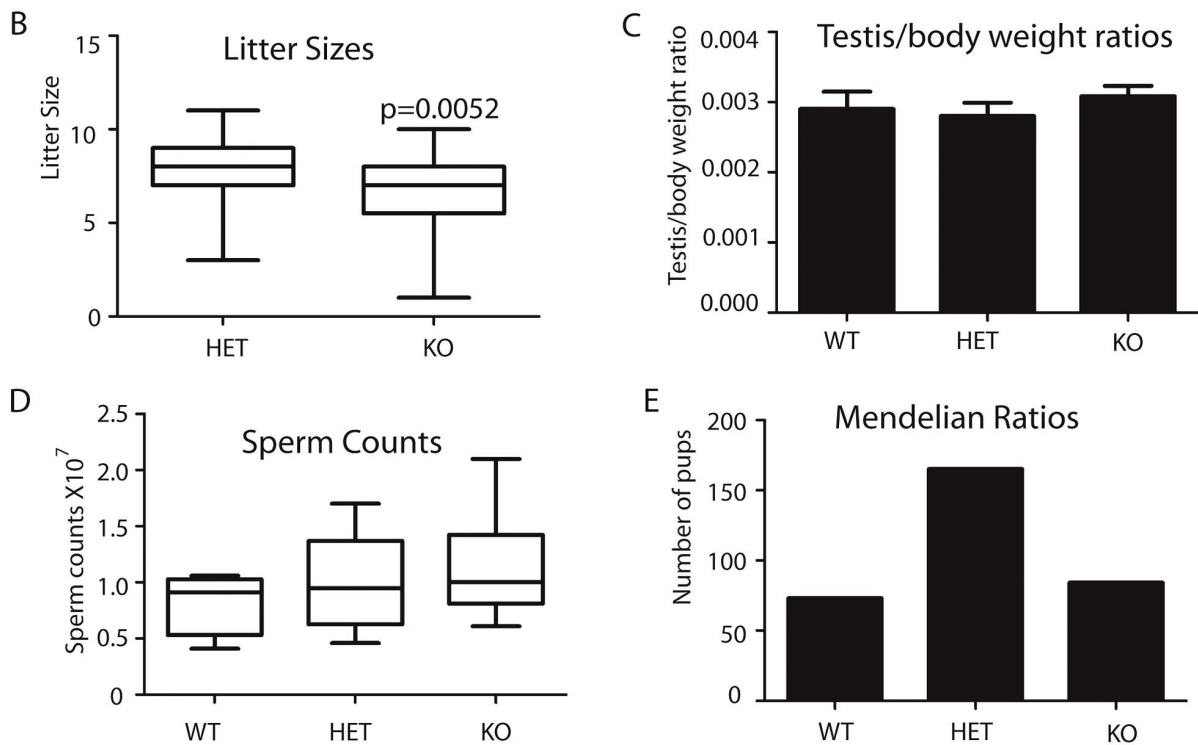 B
Litter Sizes
Litter Size
15
10
5
0
p=0.0052
HET
KO
C
Testis/body weight ratios
Testis/body weight ratio
0.004
0.003
0.002
0.001
0.000
WT
HET
KO
D
Sperm Counts
Sperm counts X10^7
2.5
2.0
1.5
1.0
0.5
0
WT
HET
KO
E
Mendelian Ratios
Number of pups
200
150
100
50
0
WT
HET
KO